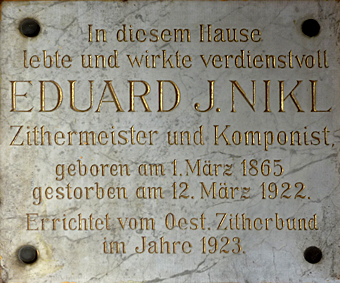 In diesem Hause
lebte und wirkte verdienstvoll
EDUARD J. NIKL
Zithermeister und Komponist,
geboren am 1. März 1865
gestorben am 12. März 1922.
Errichtet vom Oest. Zitherbund
im Jahre 1923.